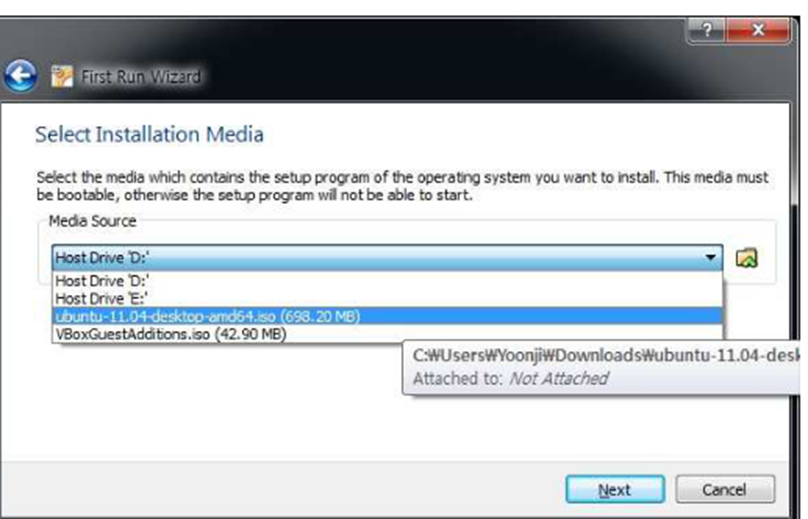 ?
First Run Wizard
Select Installation Media
Select the media which contains the setup program of the operating system you want to install. This media must
be bootable, otherwise the setup program will not be able to start.
Media Source
Host Drive 'D:'
Host Drive 'D:'
Host Drive 'E:'
ubuntu-11.04-desktop-amd64.iso (698.20 MB)
VBoxGuestAdditions.iso (42.90 MB)
C:₩Users₩Yoonji₩Downloads₩ubuntu-11.04-desk
Attached to: Not Attached
Next Cancel